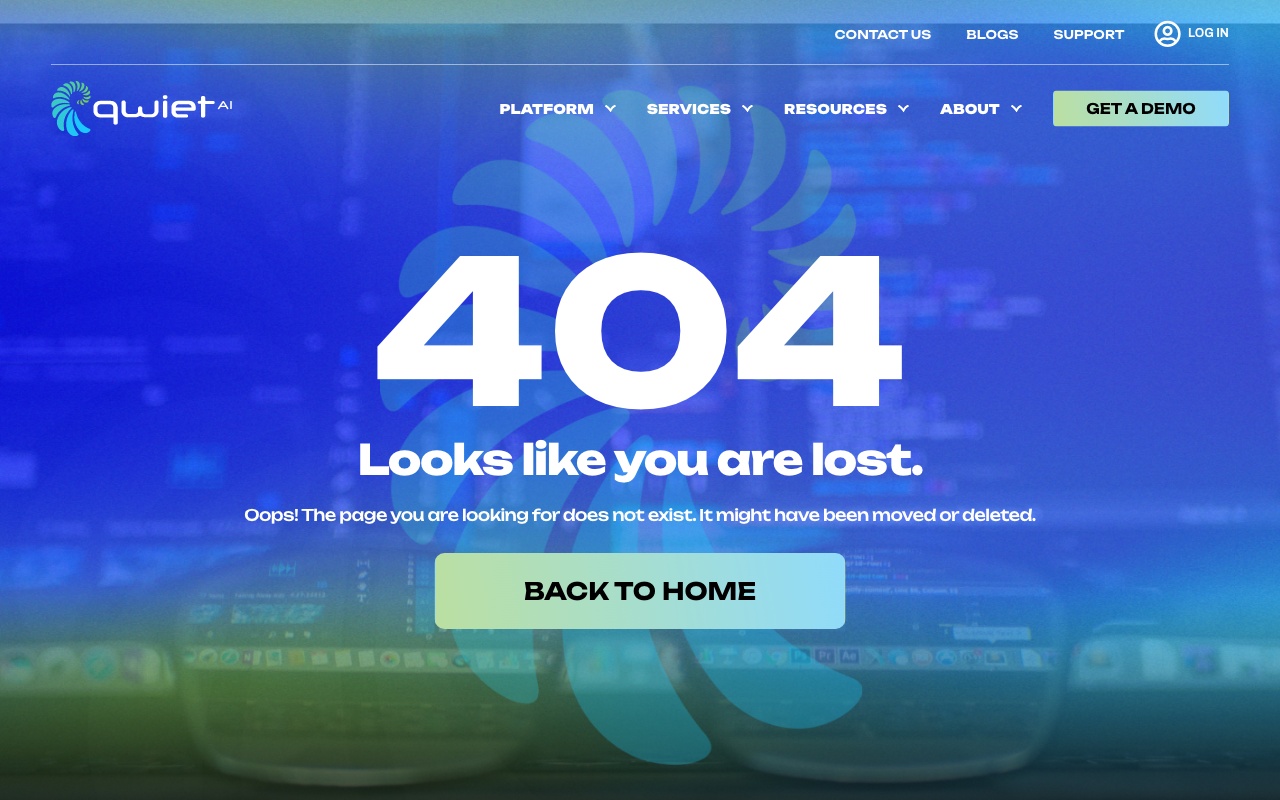 CONTACT US BLOGS SUPPORT LOG IN
qwiet AI
PLATFORM SERVICES RESOURCES ABOUT GET A DEMO
404
Looks like you are lost.
Oops! The page you are looking for does not exist. It might have been moved or deleted.
BACK TO HOME